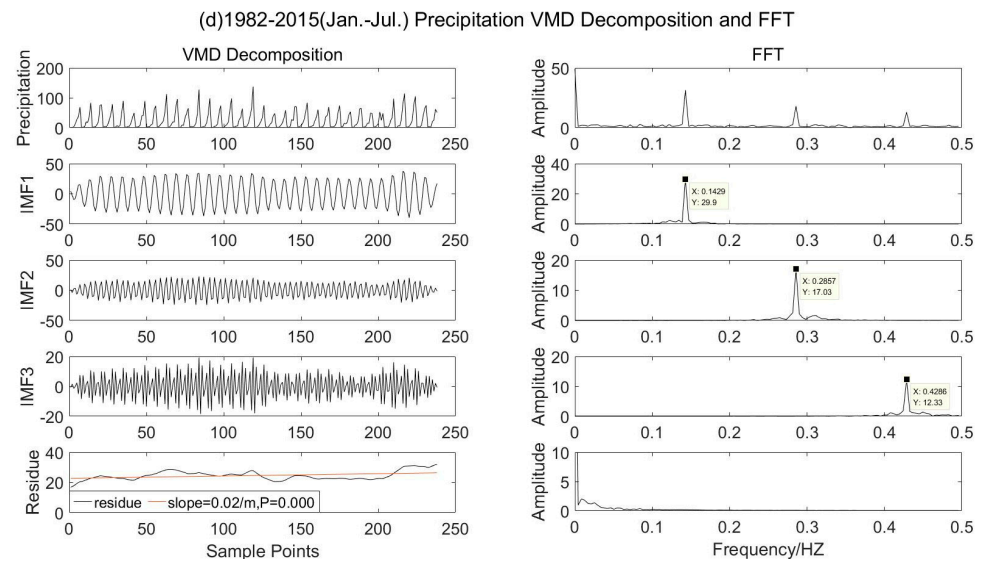 (d)1982-2015(Jan.-Jul.) Precipitation VMD Decomposition and FFT
VMD Decomposition
Precipitation
200
100
0
0 50 100 150 200 250
IMF1
50
0
-50
0 50 100 150 200 250
IMF2
50
0
-50
0 50 100 150 200 250
IMF3
20
0
-20
0 50 100 150 200 250
Residue
40
20
0
residue slope=0.02/m,P=0.000
0 50 100 150 200 250
Sample Points
FFT
Amplitude
50
0
0 0.1 0.2 0.3 0.4 0.5
Amplitude
40
20
0
X: 0.1429
Y: 29.9
0 0.1 0.2 0.3 0.4 0.5
Amplitude
20
10
0
X: 0.2857
Y: 17.03
0 0.1 0.2 0.3 0.4 0.5
Amplitude
20
10
0
X: 0.4286
Y: 12.33
0 0.1 0.2 0.3 0.4 0.5
Amplitude
10
5
0
0 0.1 0.2 0.3 0.4 0.5
Frequency/HZ